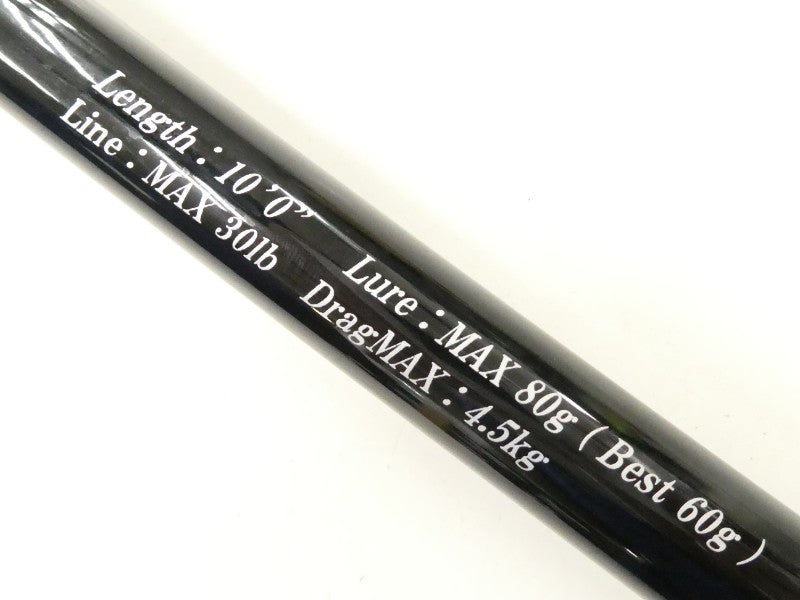 Length : 10'0" Lure : MAX 80g ( Best 60g )
Line : MAX 30lb DragMAX : 4.5kg